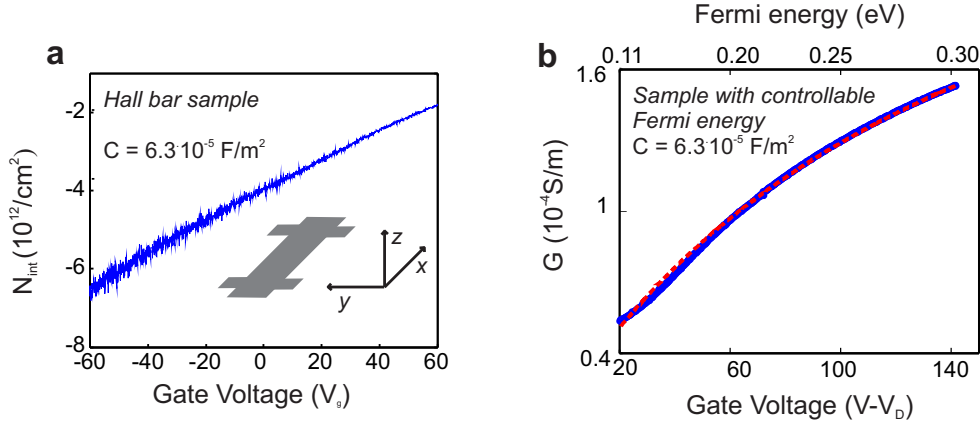 a
Hall bar sample
C = 6.3·10⁻⁵ F/m²
N_int (10¹²/cm²)
-2
-4
-6
-8
-60 -40 -20 0 20 40 60
Gate Voltage (V_g)
z
x
y
Fermi energy (eV)
0.11 0.20 0.25 0.30
b
Sample with controllable
Fermi energy
C = 6.3·10⁻⁵ F/m²
G (10⁻⁴S/m)
1.6
1
0.4
20 60 100 140
Gate Voltage (V-V_D)